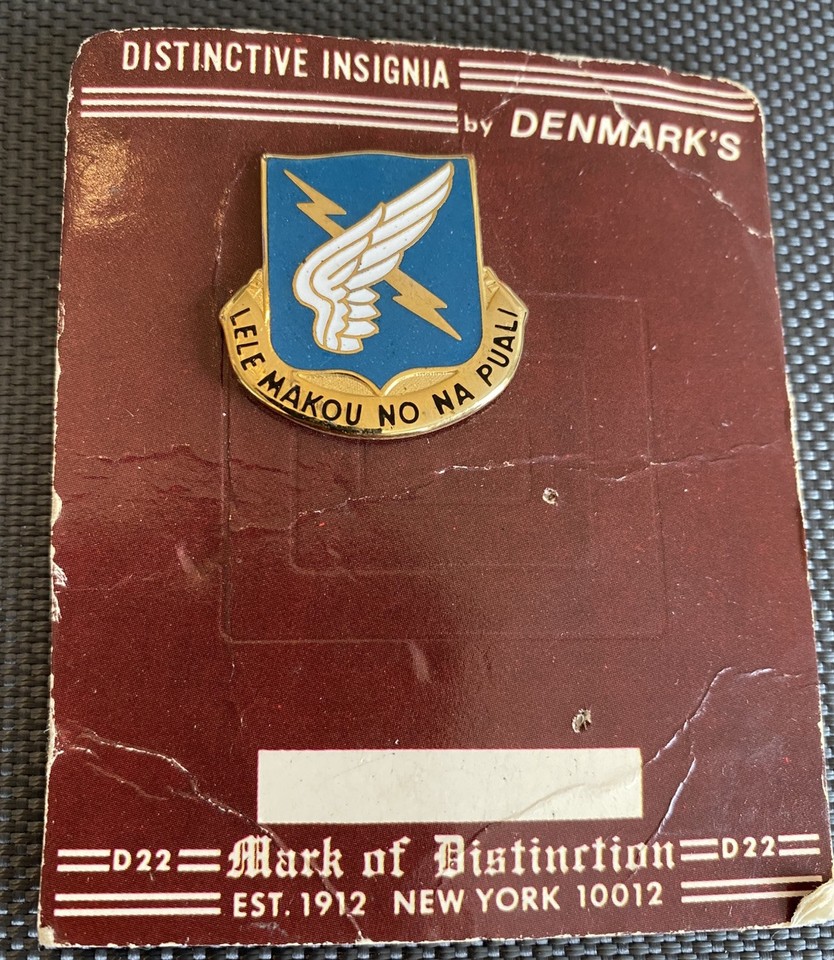 DISTINCTIVE INSIGNIA
by DENMARK'S
LELE MAKOU NO NA PUALI
D22 Mark of Distinction D22
EST. 1912 NEW YORK 10012